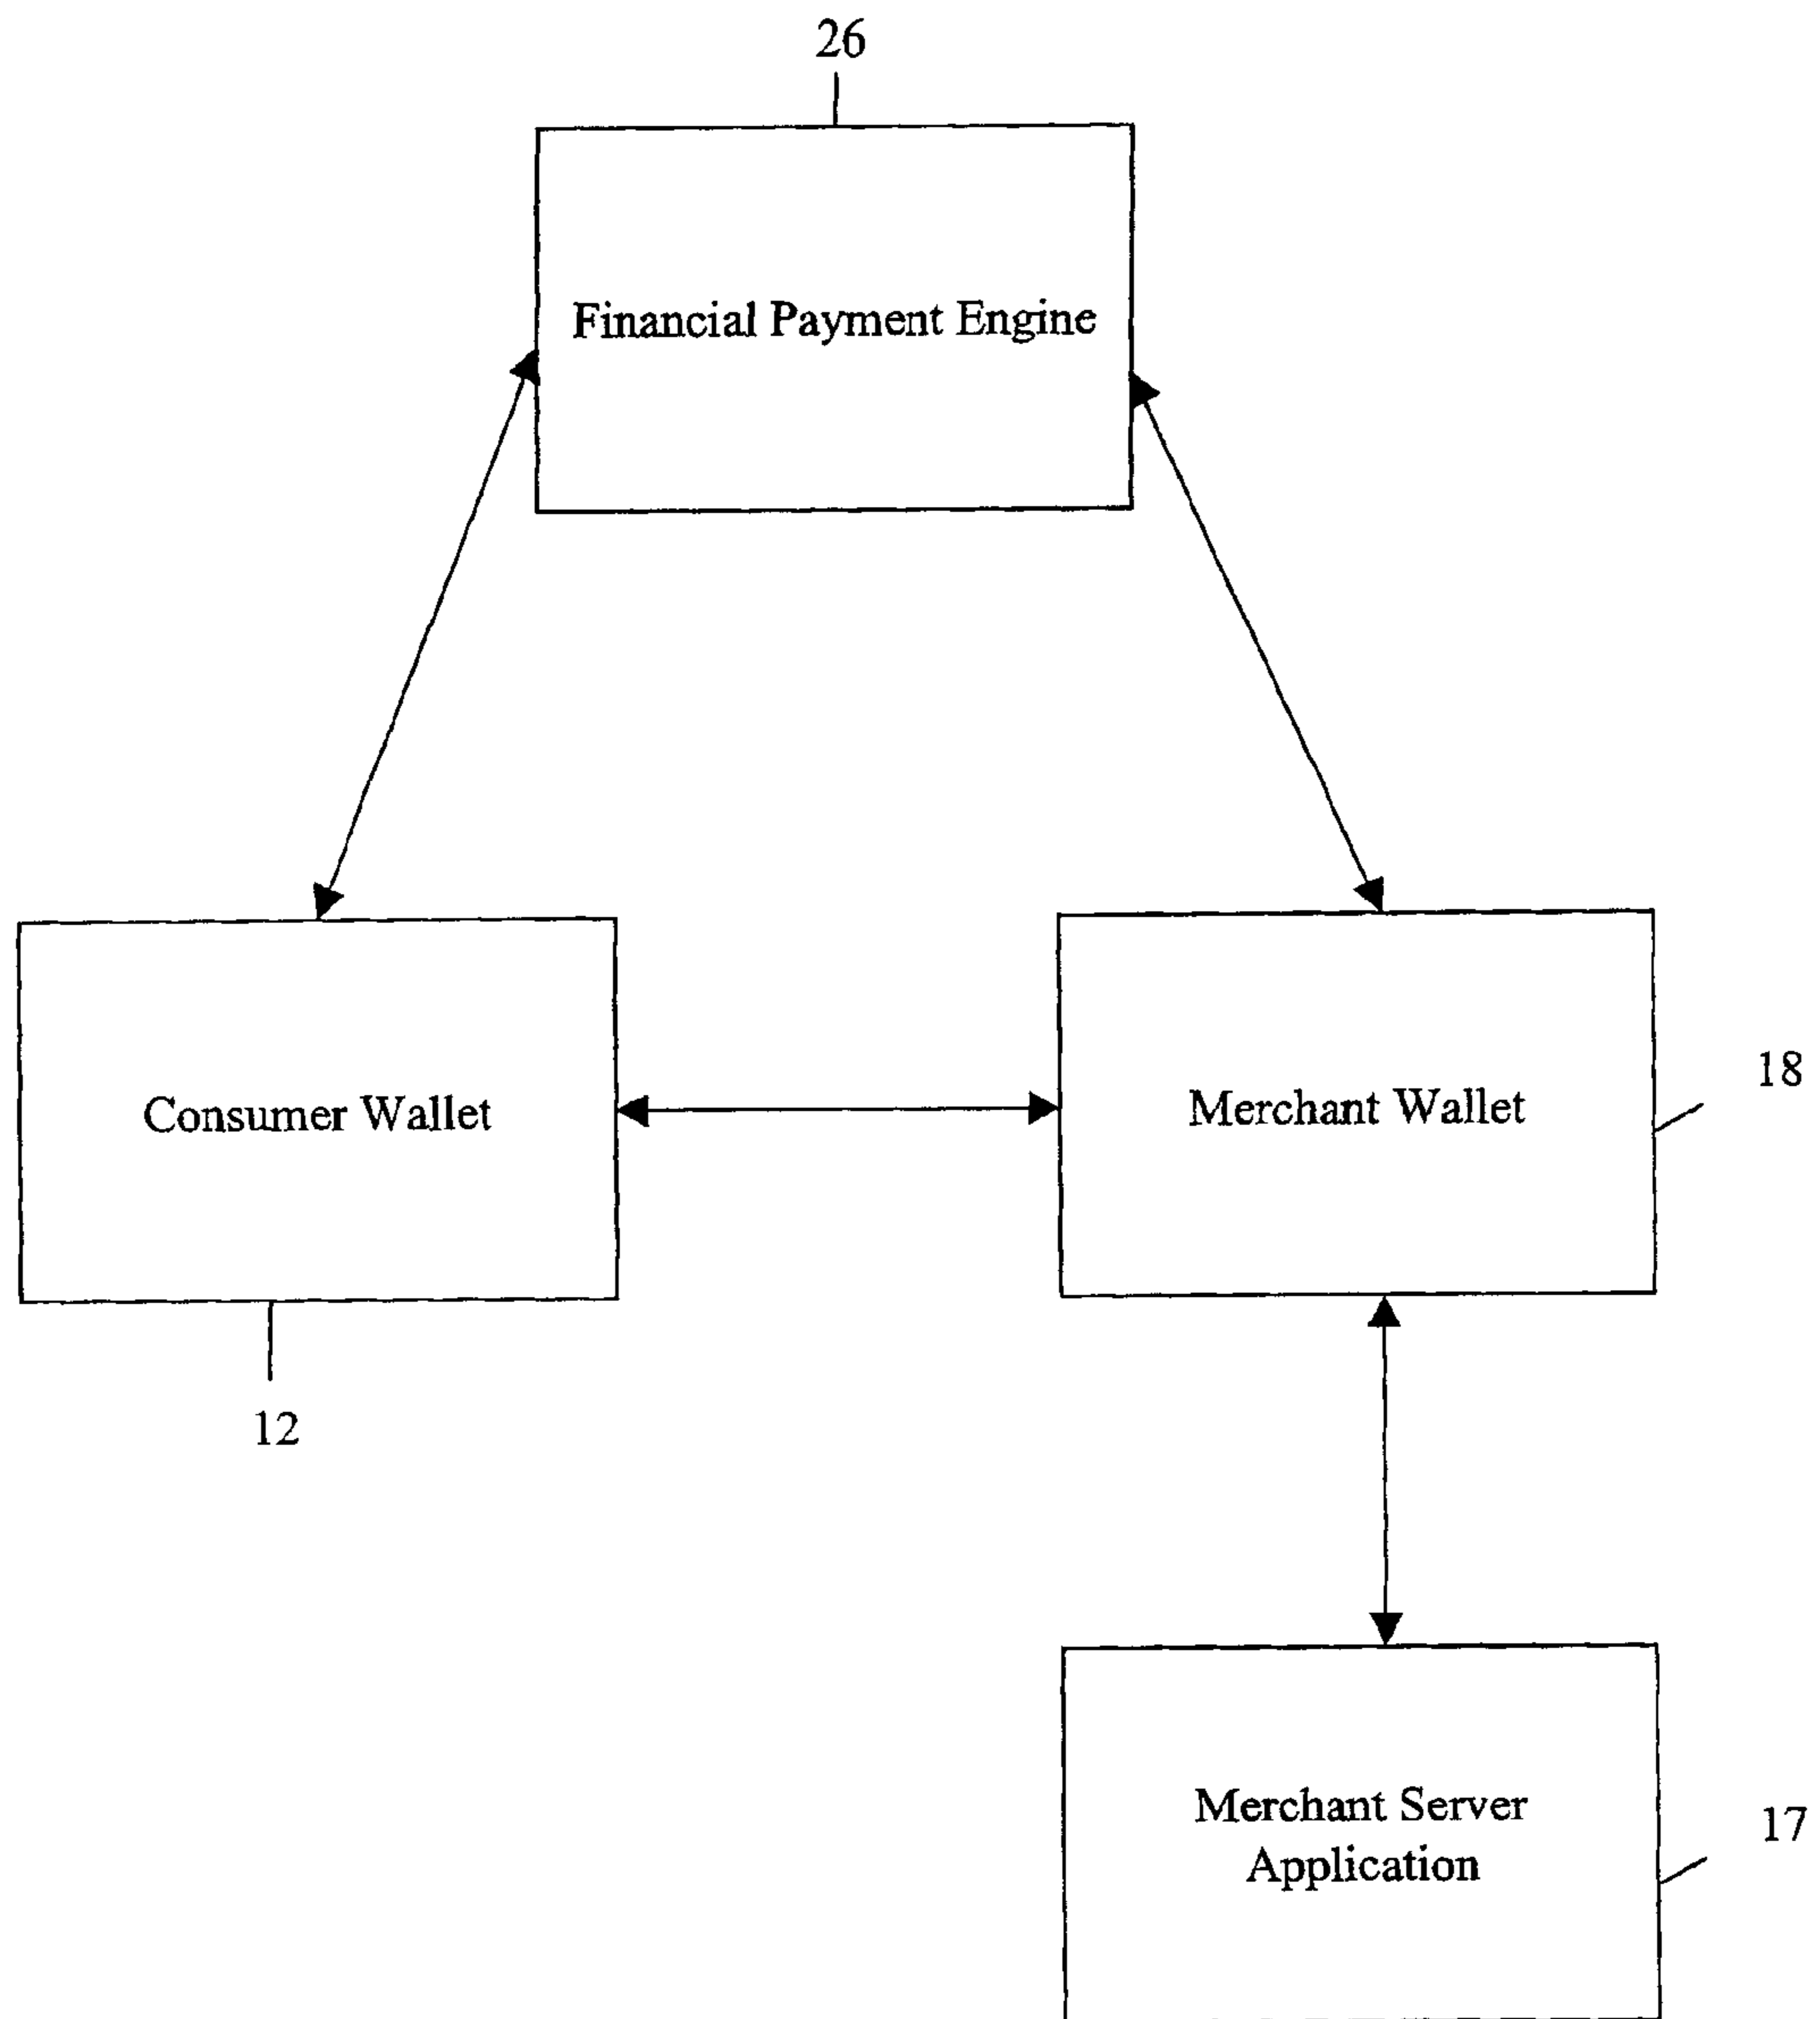 26
Financial Payment Engine
Consumer Wallet
Merchant Wallet
18
12
Merchant Server
Application
17